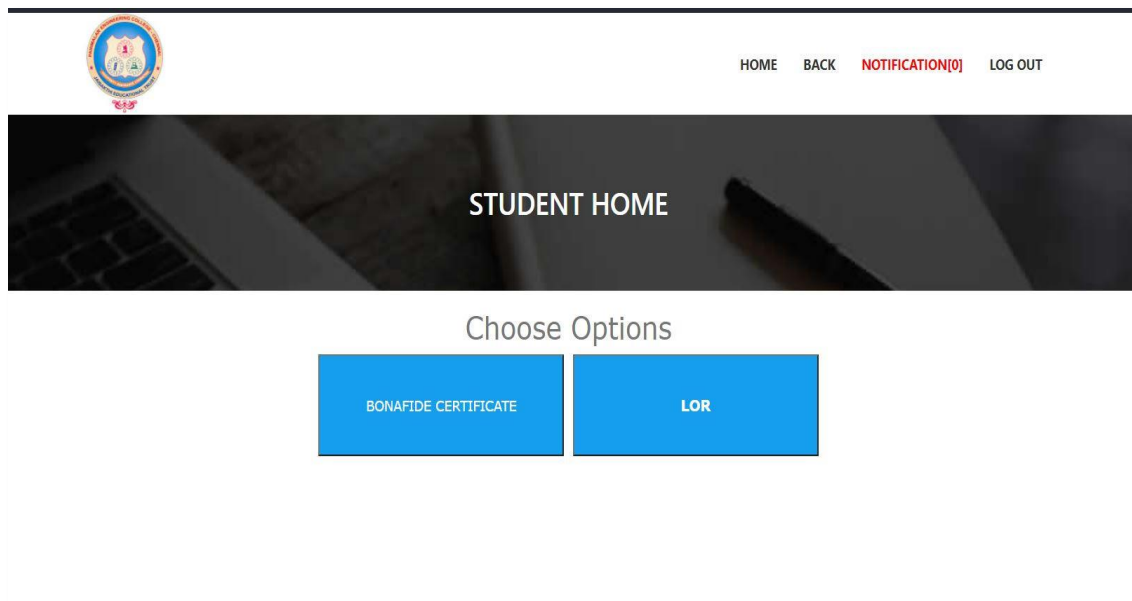 HOME BACK NOTIFICATION[0] LOG OUT
STUDENT HOME
Choose Options
BONAFIDE CERTIFICATE LOR